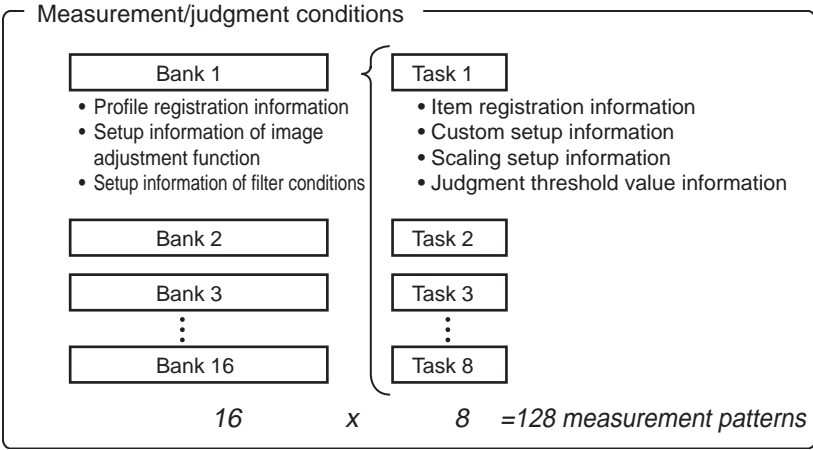 Measurement/judgment conditions
Bank 1
• Profile registration information
• Setup information of image
adjustment function
• Setup information of filter conditions
Task 1
• Item registration information
• Custom setup information
• Scaling setup information
• Judgment threshold value information
Bank 2
Task 2
Bank 3
Task 3
Bank 16
Task 8
16 x 8 =128 measurement patterns